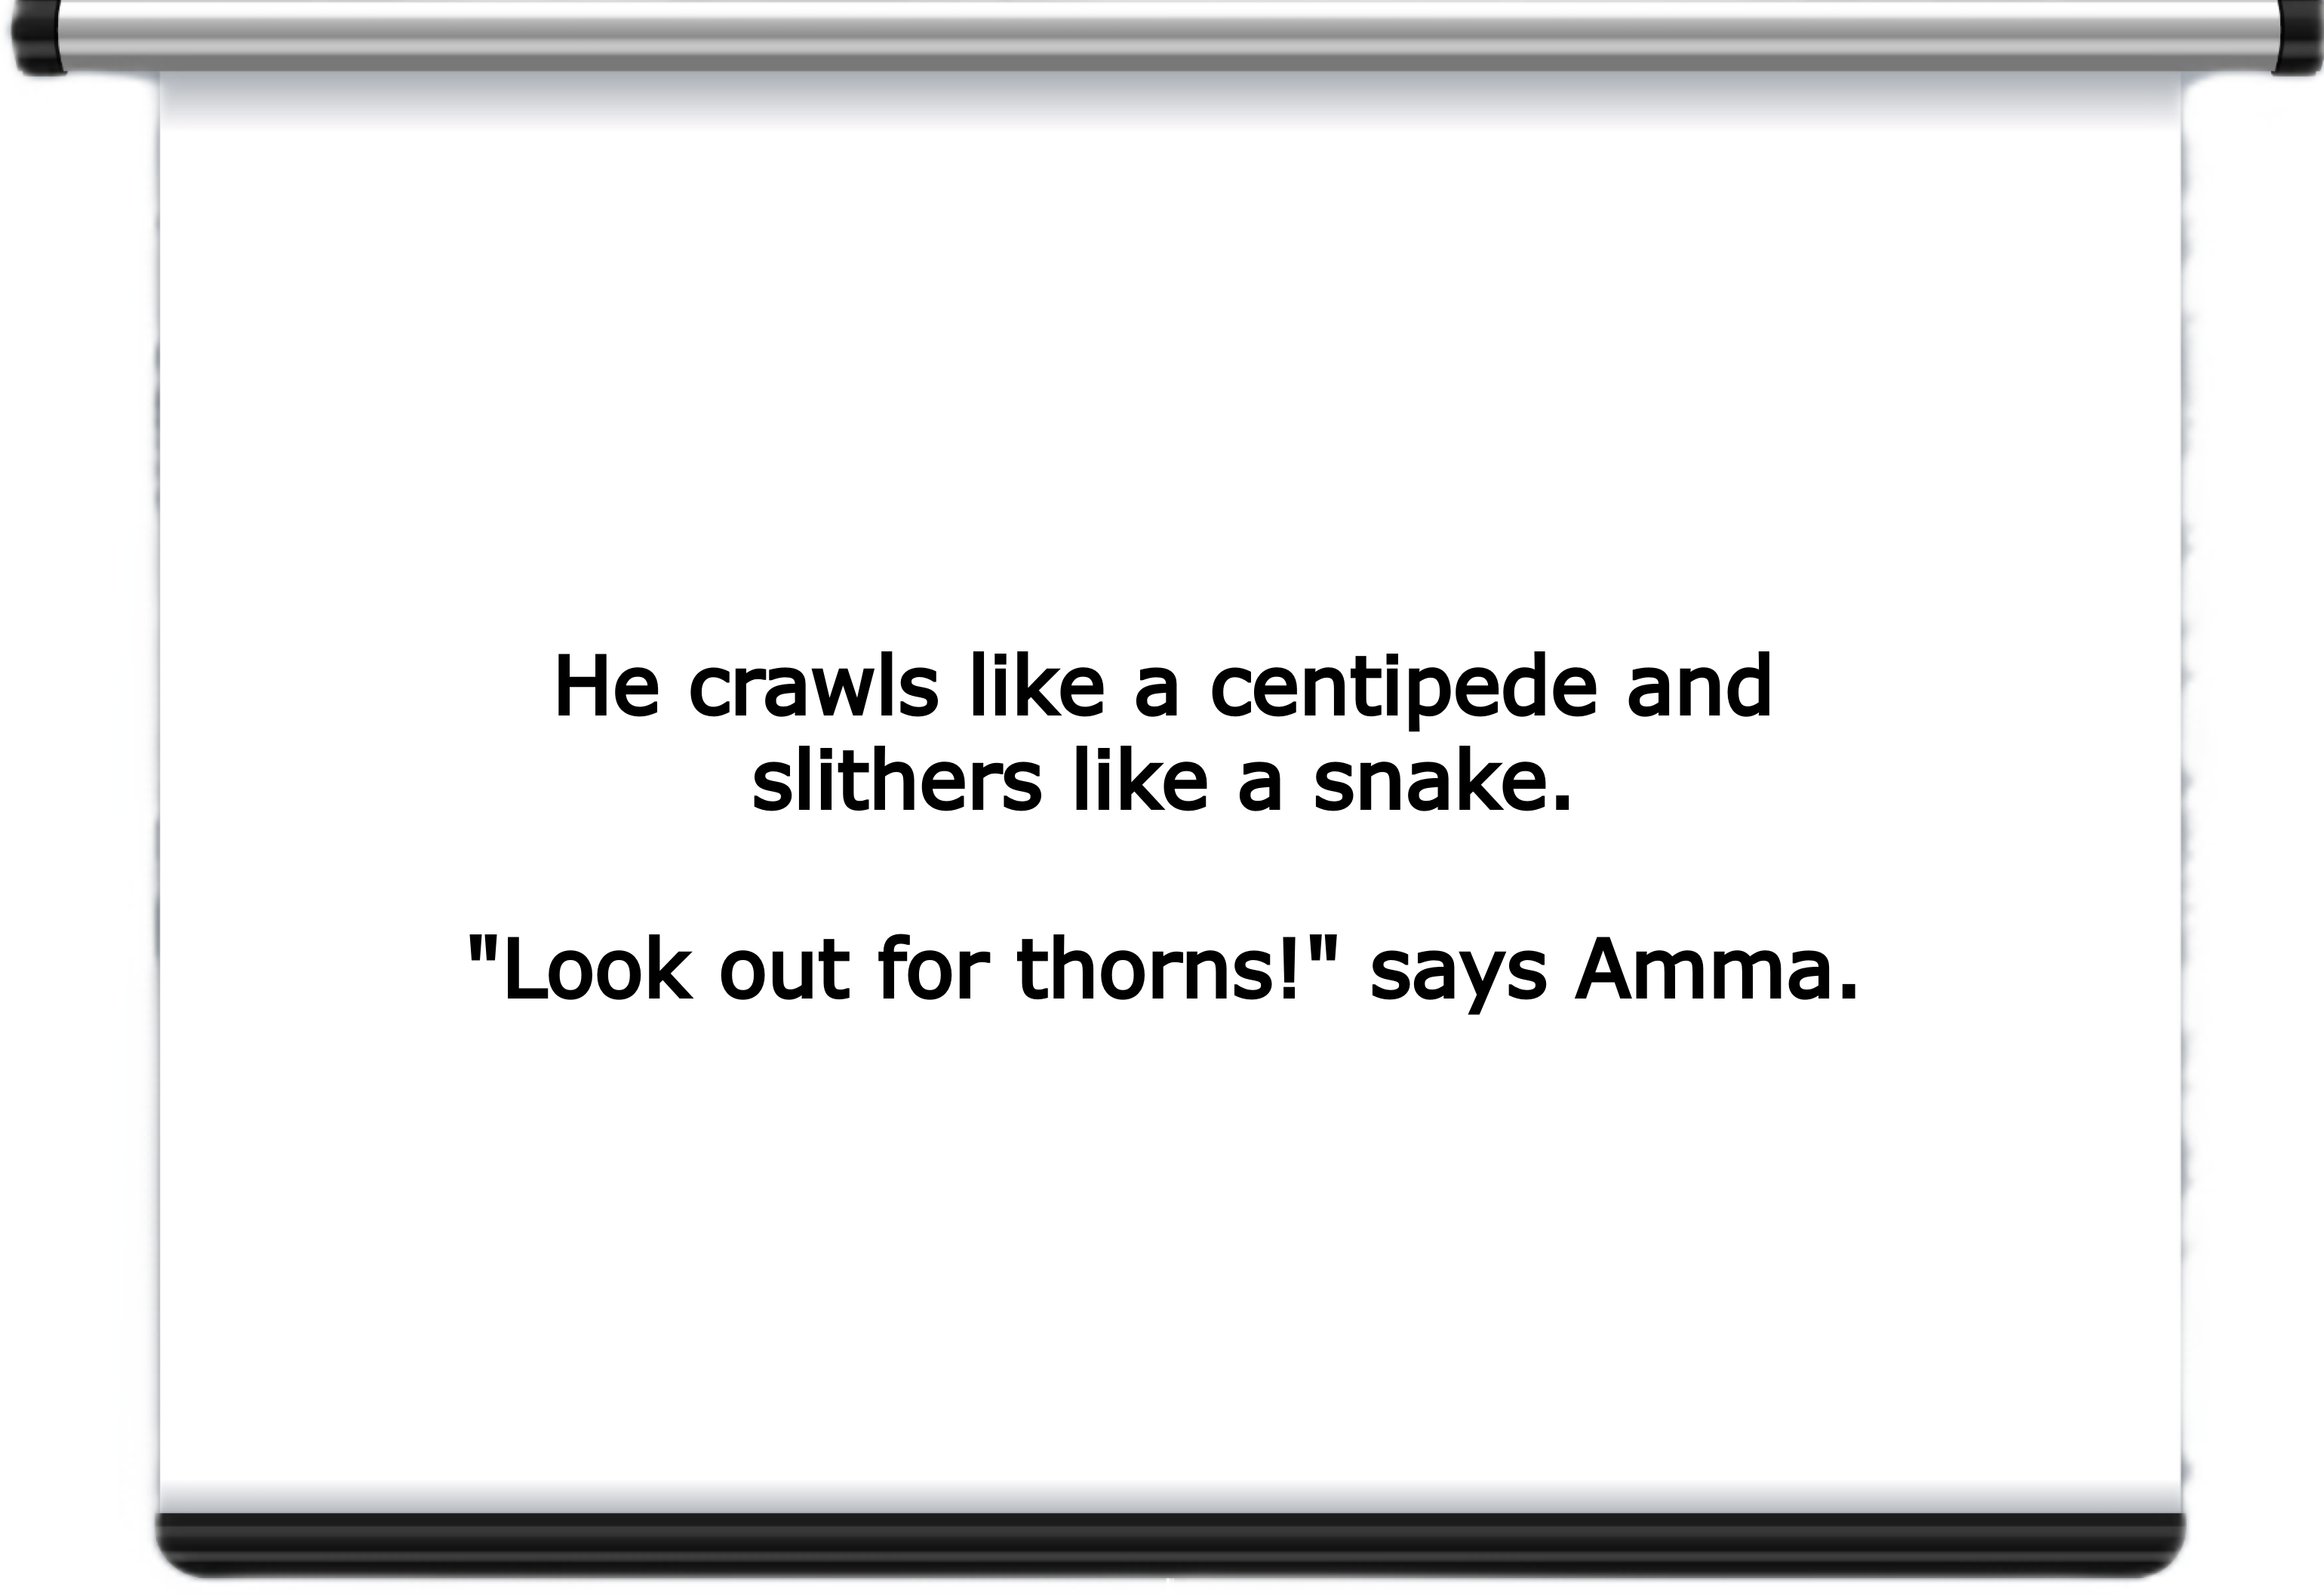 He crawls like a centipede and
slithers like a snake.
"Look out for thorns!" says Amma.